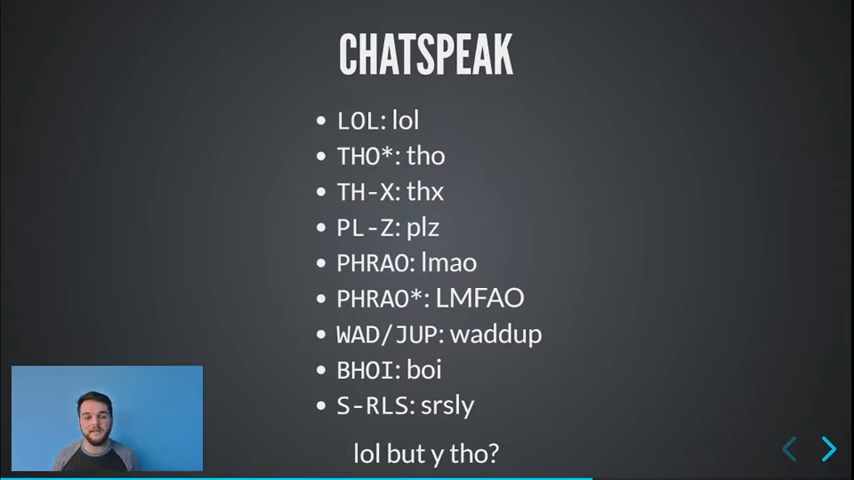 CHATSPEAK
• LOL: lol
• THO*: tho
• TH-X: thx
• PL-Z: plz
• PHRAO: lmao
• PHRAO*: LMFAO
• WAD/JUP: waddup
• BHOI: boi
• S-RLS: srsly
lol but y tho?